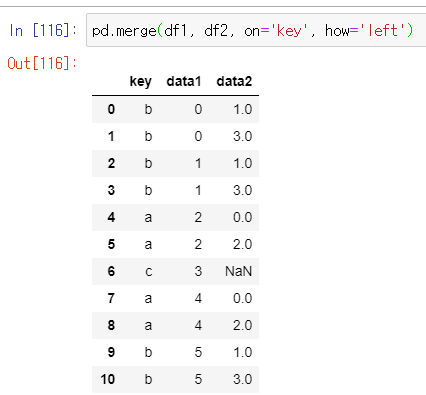 In [116]: pd.merge(df1, df2, on='key', how='left')
Out[116]:
key data1 data2
0 b 0 1.0
1 b 0 3.0
2 b 1 1.0
3 b 1 3.0
4 a 2 0.0
5 a 2 2.0
6 c 3 NaN
7 a 4 0.0
8 a 4 2.0
9 b 5 1.0
10 b 5 3.0